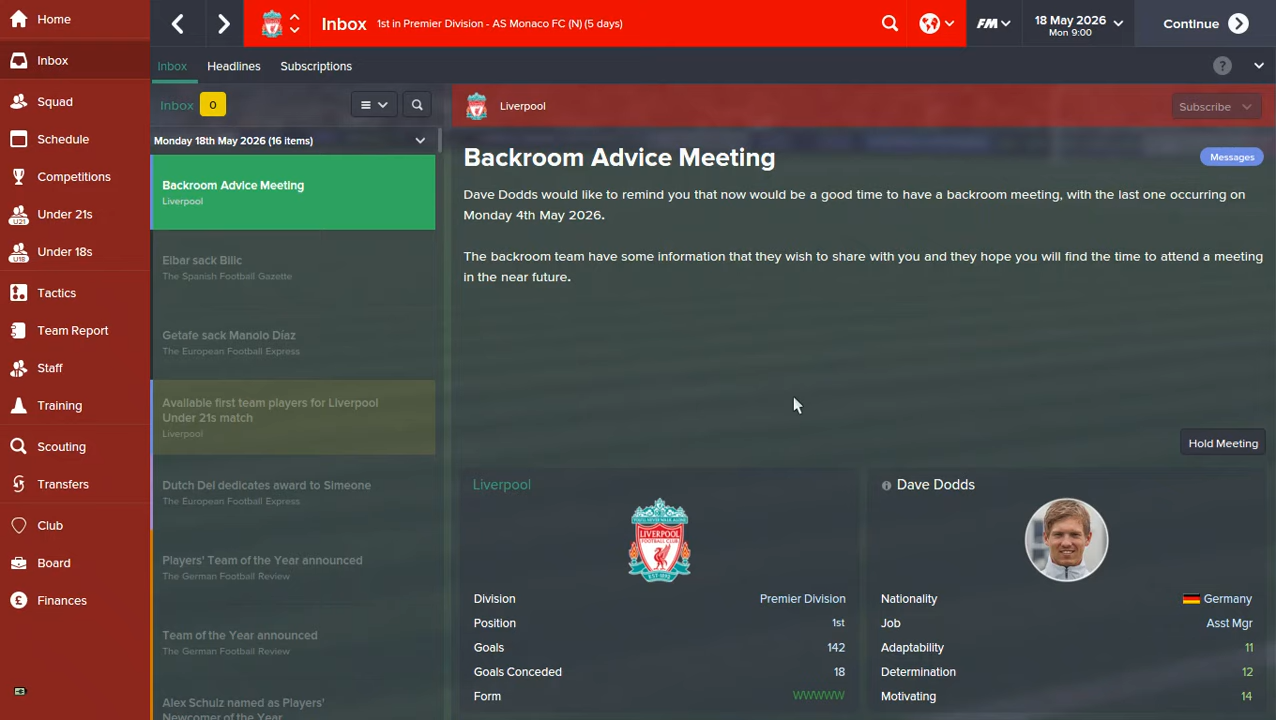 Home
Inbox
Squad
Schedule
Competitions
Under 21s
Under 18s
Tactics
Team Report
Staff
Training
Scouting
Transfers
Club
Board
Finances
Inbox
1st in Premier Division - AS Monaco FC (N) (5 days)
FM
18 May 2026
Mon 9:00
Continue
Inbox
Headlines
Subscriptions
?
Inbox
0
Monday 18th May 2026 (16 items)
Backroom Advice Meeting
Liverpool
Eibar sack Bilic
The Spanish Football Gazette
Getafe sack Manolo Díaz
The European Football Express
Available first team players for Liverpool
Under 21s match
Liverpool
Dutch Del dedicates award to Simeone
The European Football Express
Players' Team of the Year announced
The German Football Review
Team of the Year announced
The German Football Review
Alex Schulz named as Players'
Newcomer of the Year
Liverpool
Subscribe
Backroom Advice Meeting
Messages
Dave Dodds would like to remind you that now would be a good time to have a backroom meeting, with the last one occurring on
Monday 4th May 2026.
The backroom team have some information that they wish to share with you and they hope you will find the time to attend a meeting
in the near future.
Hold Meeting
Liverpool
LIVERPOOL
FOOTBALL CLUB
EST·1892
Division Premier Division
Position 1st
Goals 142
Goals Conceded 18
Form WWWWW
Dave Dodds
Nationality Germany
Job Asst Mgr
Adaptability 11
Determination 12
Motivating 14